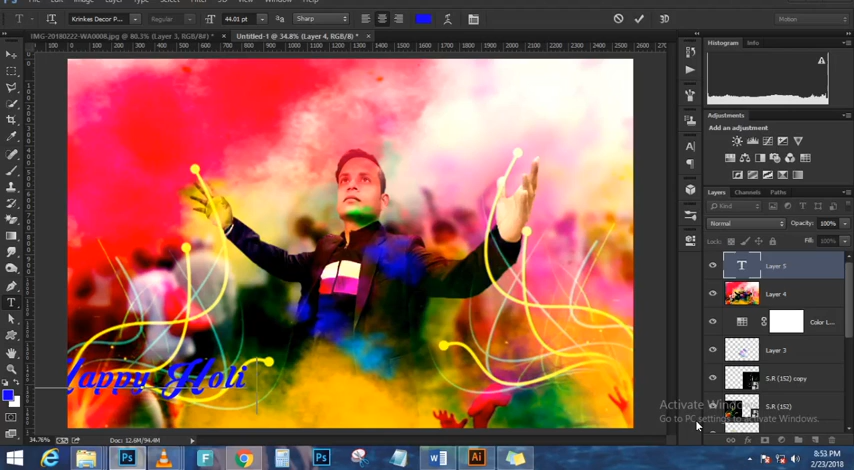 Krinkes Decor P...
Regular
44.01 pt
Sharp
3D
Motion
IMG-20180222-WA0008.jpg @ 80.3% (Layer 3, RGB/8#) *
Untitled-1 @ 34.8% (Layer 4, RGB/8) *
Histogram
Info
Adjustments
Add an adjustment
Layers
Channels
Paths
Kind
Normal
Opacity: 100%
Lock:
Fill: 100%
Layer 5
Layer 4
Color L...
Layer 3
S.R (152) copy
S.R (152)
Happy Holi
Activate Windows
Go to PC settings to activate Windows.
34.76%
Doc: 12.6M/94.4M
8:53 PM
2/23/2018